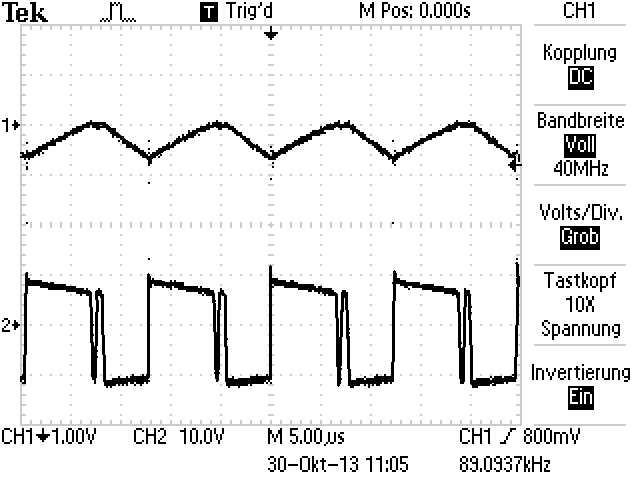 Tek T Trig'd M Pos: 0.000s CH1
Kopplung
DC
Bandbreite
1 Voll
40MHz
Volts/Div.
Grob
Tastkopf
10X
2 Spannung
Invertierung
Ein
CH1 1.00V CH2 10.0V M 5.00µs CH1 800mV
30-Okt-13 11:05 89.0937kHz